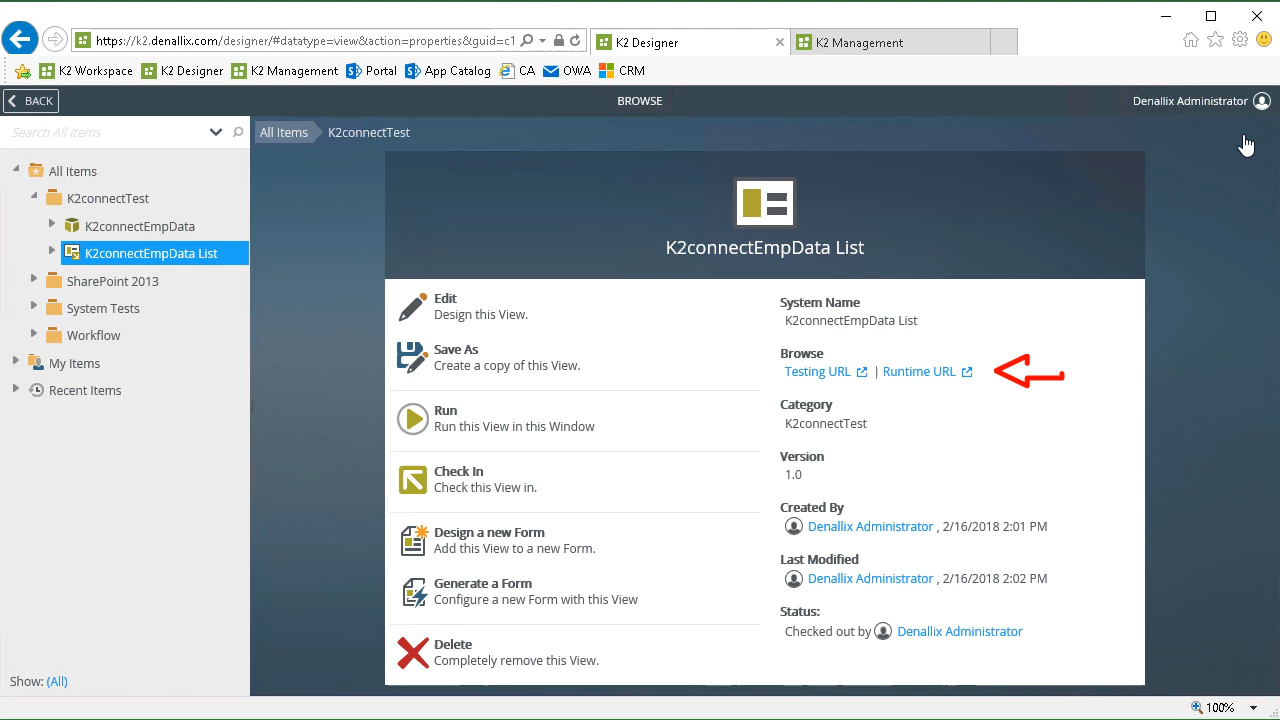 https://k2.denallix.com/designer/#datatype=view&action=properties&guid=c1
K2 Designer
K2 Management
K2 Workspace
K2 Designer
K2 Management
Portal
App Catalog
CA
OWA
CRM
BACK
BROWSE
Denallix Administrator
Search All Items
All Items
K2connectTest
All Items
K2connectTest
K2connectEmpData
K2connectEmpData List
SharePoint 2013
System Tests
Workflow
My Items
Recent Items
Show: (All)
K2connectEmpData List
Edit
Design this View.
Save As
Create a copy of this View.
Run
Run this View in this Window
Check In
Check this View in.
Design a new Form
Add this View to a new Form.
Generate a Form
Configure a new Form with this View
Delete
Completely remove this View.
System Name
K2connectEmpData List
Browse
Testing URL | Runtime URL
Category
K2connectTest
Version
1.0
Created By
Denallix Administrator , 2/16/2018 2:01 PM
Last Modified
Denallix Administrator , 2/16/2018 2:02 PM
Status:
Checked out by Denallix Administrator
100%